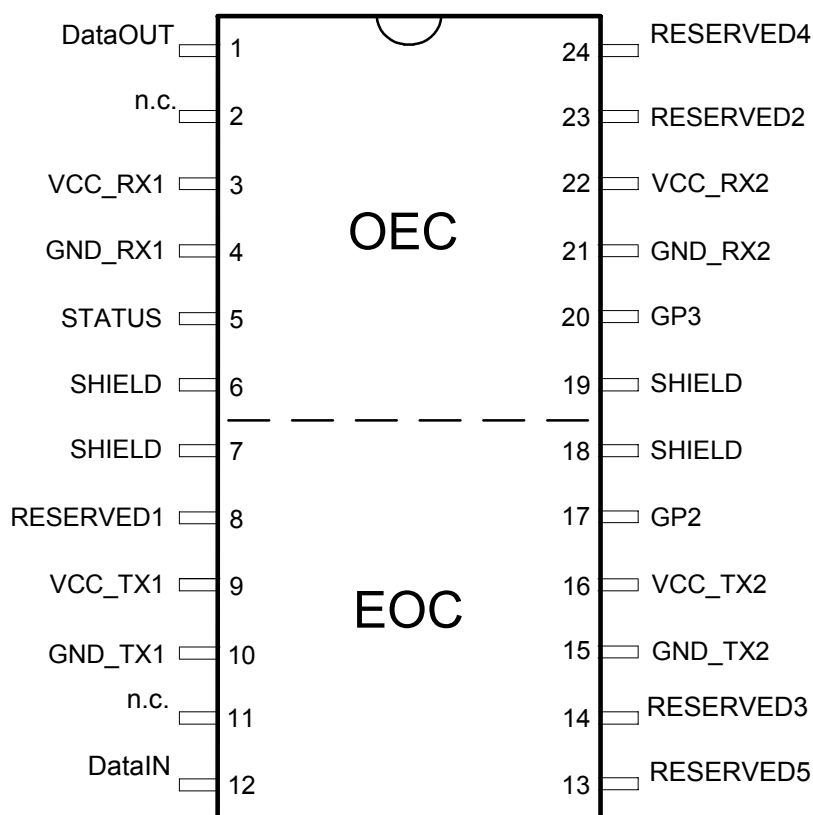 DataOUT 1 24 RESERVED4
n.c. 2 23 RESERVED2
VCC_RX1 3 22 VCC_RX2
OEC
GND_RX1 4 21 GND_RX2
STATUS 5 20 GP3
SHIELD 6 19 SHIELD
SHIELD 7 18 SHIELD
RESERVED1 8 17 GP2
VCC_TX1 9 16 VCC_TX2
EOC
GND_TX1 10 15 GND_TX2
n.c. 11 14 RESERVED3
DataIN 12 13 RESERVED5